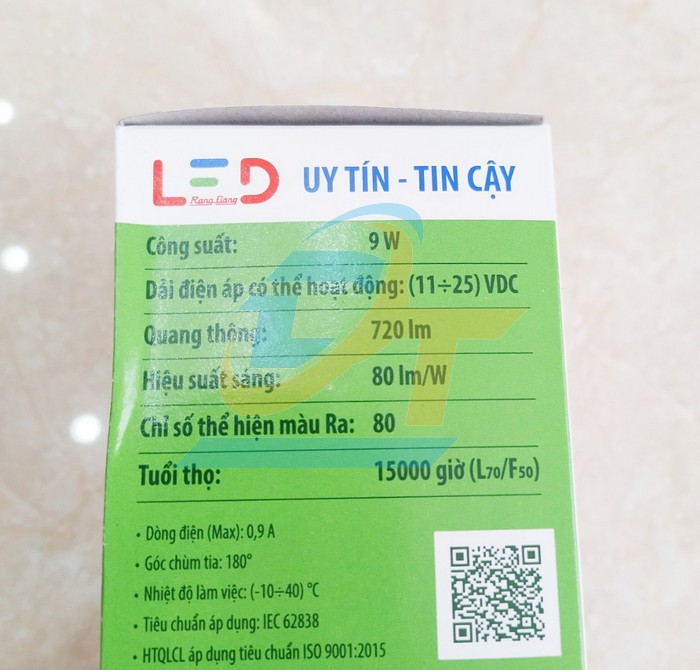 LED UY TÍN - TIN CẬY
Rạng Đông
Công suất: 9 W
Dải điện áp có thể hoạt động: (11÷25) VDC
Quang thông: 720 lm
Hiệu suất sáng: 80 lm/W
Chỉ số thể hiện màu Ra: 80
Tuổi thọ: 15000 giờ (L70/F50)
• Dòng điện (Max): 0,9 A
• Góc chùm tia: 180°
• Nhiệt độ làm việc: (-10÷40) °C
• Tiêu chuẩn áp dụng: IEC 62838
• HTQLCL áp dụng tiêu chuẩn ISO 9001:2015
DT